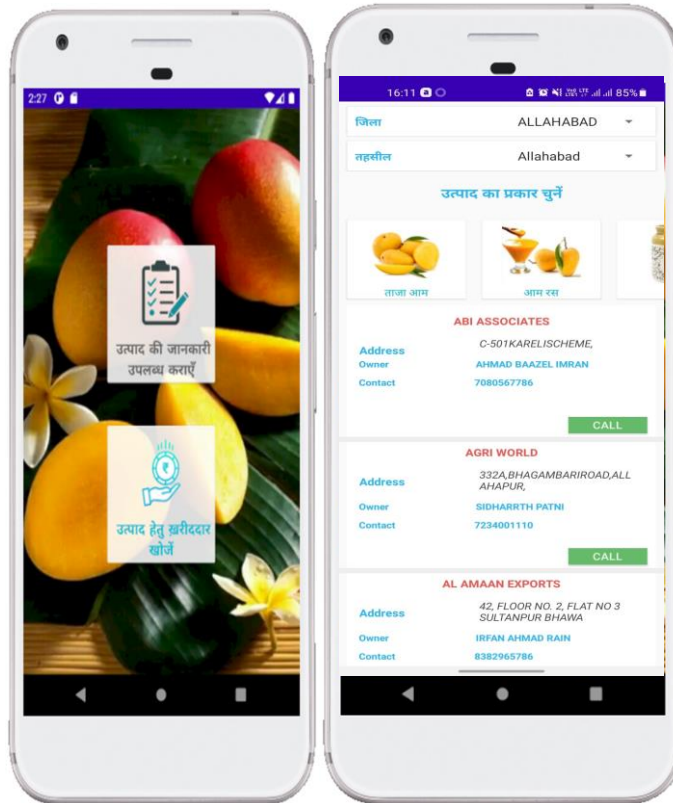 2:27
उत्पाद की जानकारी
उपलब्ध कराएँ
₹
उत्पाद हेतु ख़रीददार
खोजें
16:11
85%
जिला
ALLAHABAD
तहसील
Allahabad
उत्पाद का प्रकार चुनें
ताजा आम
आम रस
ABI ASSOCIATES
Address
C-501KARELISCHEME,
Owner
AHMAD BAAZEL IMRAN
Contact
7080567786
CALL
AGRI WORLD
Address
332A,BHAGAMBARIROAD,ALL
AHAPUR,
Owner
SIDHARRTH PATNI
Contact
7234001110
CALL
AL AMAAN EXPORTS
Address
42, FLOOR NO. 2, FLAT NO 3
SULTANPUR BHAWA
Owner
IRFAN AHMAD RAIN
Contact
8382965786